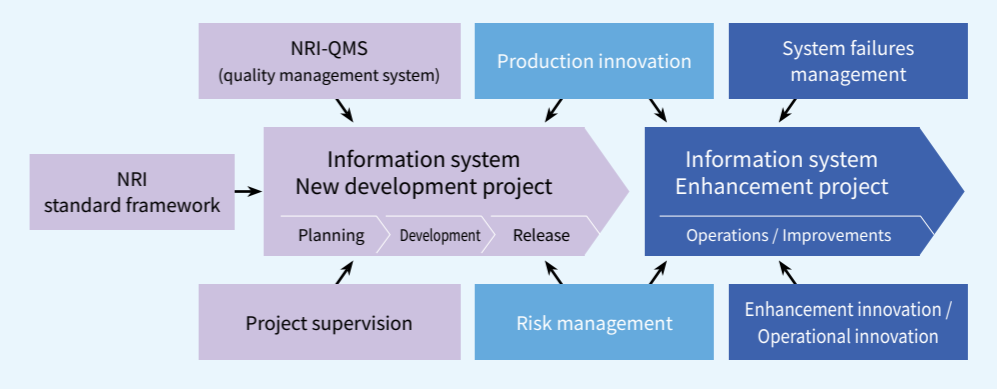 NRI-QMS
(quality management system)
Production innovation
System failures
management
NRI
standard framework
Information system
New development project
Planning
Development
Release
Information system
Enhancement project
Operations / Improvements
Project supervision
Risk management
Enhancement innovation /
Operational innovation